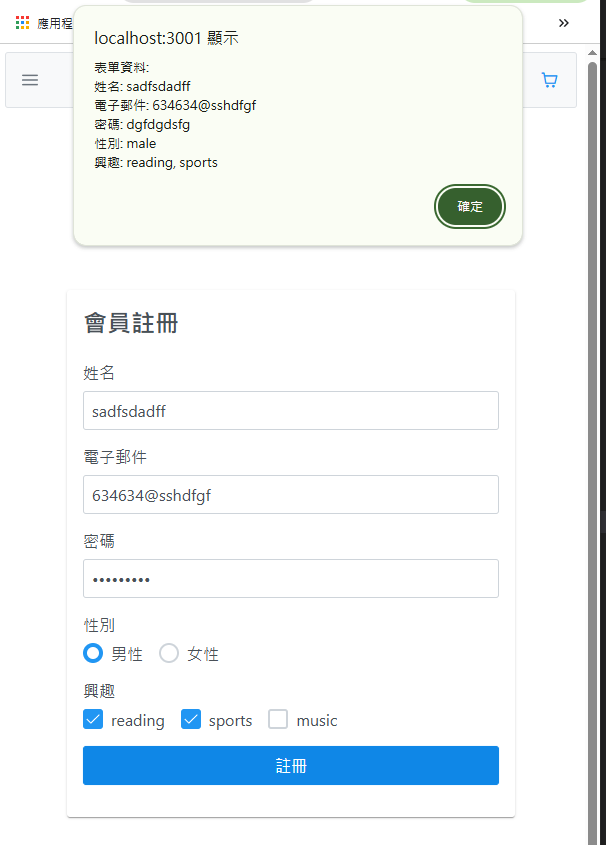 應用程
localhost:3001 顯示
表單資料:
姓名: sadfsdadff
電子郵件: 634634@sshdfgf
密碼: dgfdgdsfg
性別: male
興趣: reading, sports
確定
會員註冊
姓名
sadfsdadff
電子郵件
634634@sshdfgf
密碼
•••••••••
性別
男性 女性
興趣
reading sports music
註冊